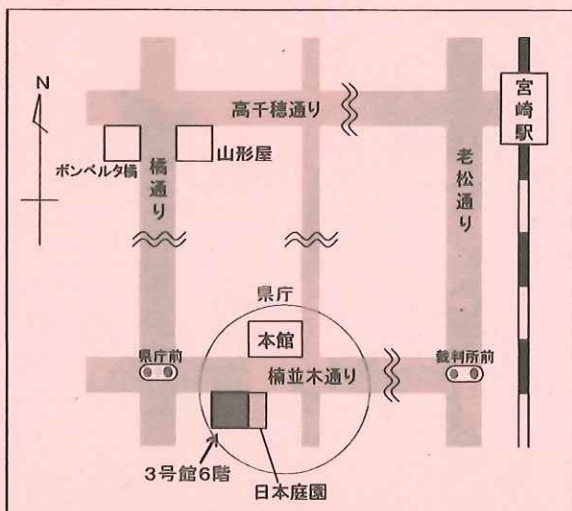 N
宮崎駅
高千穂通り
ボンベルタ橘
山形屋
橘通り
老松通り
県庁
本館
県庁前
楠並木通り
裁判所前
3号館6階
日本庭園